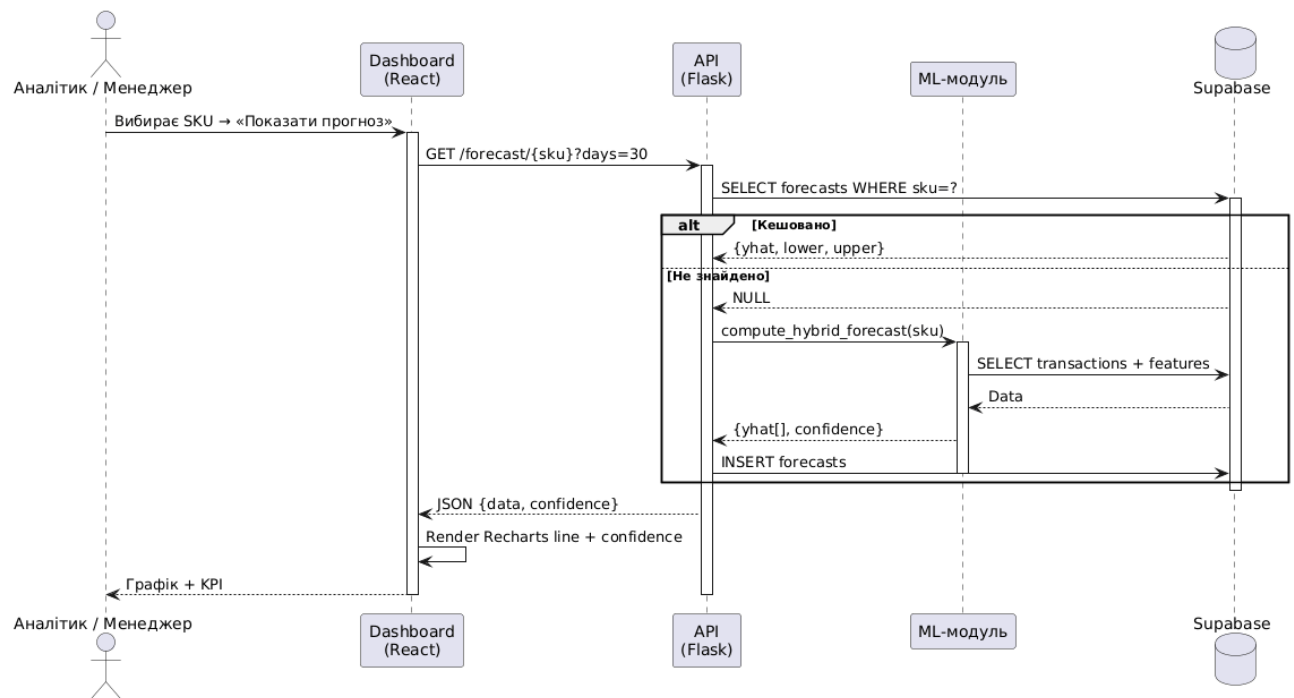 Аналітик / Менеджер
Dashboard
(React)
API
(Flask)
ML-модуль
Supabase
Вибирає SKU → «Показати прогноз»
GET /forecast/{sku}?days=30
SELECT forecasts WHERE sku=?
alt [Кешовано]
{yhat, lower, upper}
[Не знайдено]
NULL
compute_hybrid_forecast(sku)
SELECT transactions + features
Data
{yhat[], confidence}
INSERT forecasts
JSON {data, confidence}
Render Recharts line + confidence
Графік + KPI
Аналітик / Менеджер
Dashboard
(React)
API
(Flask)
ML-модуль
Supabase